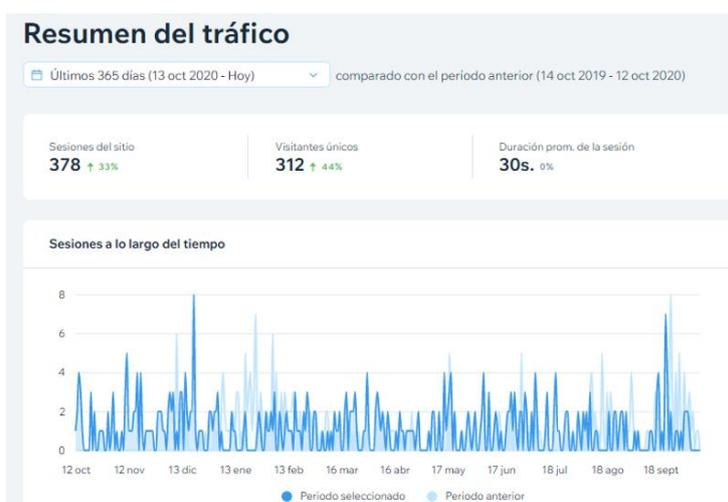 Resumen del tráfico
Últimos 365 días (13 oct 2020 - Hoy) comparado con el periodo anterior (14 oct 2019 - 12 oct 2020)
Sesiones del sitio Visitantes únicos Duración prom. de la sesión
378 ↑ 33% 312 ↑ 44% 30s. 0%
Sesiones a lo largo del tiempo
8
6
4
2
0
12 oct 12 nov 13 dic 13 ene 13 feb 16 mar 16 abr 17 may 17 jun 18 jul 18 ago 18 sept
Periodo seleccionado Periodo anterior